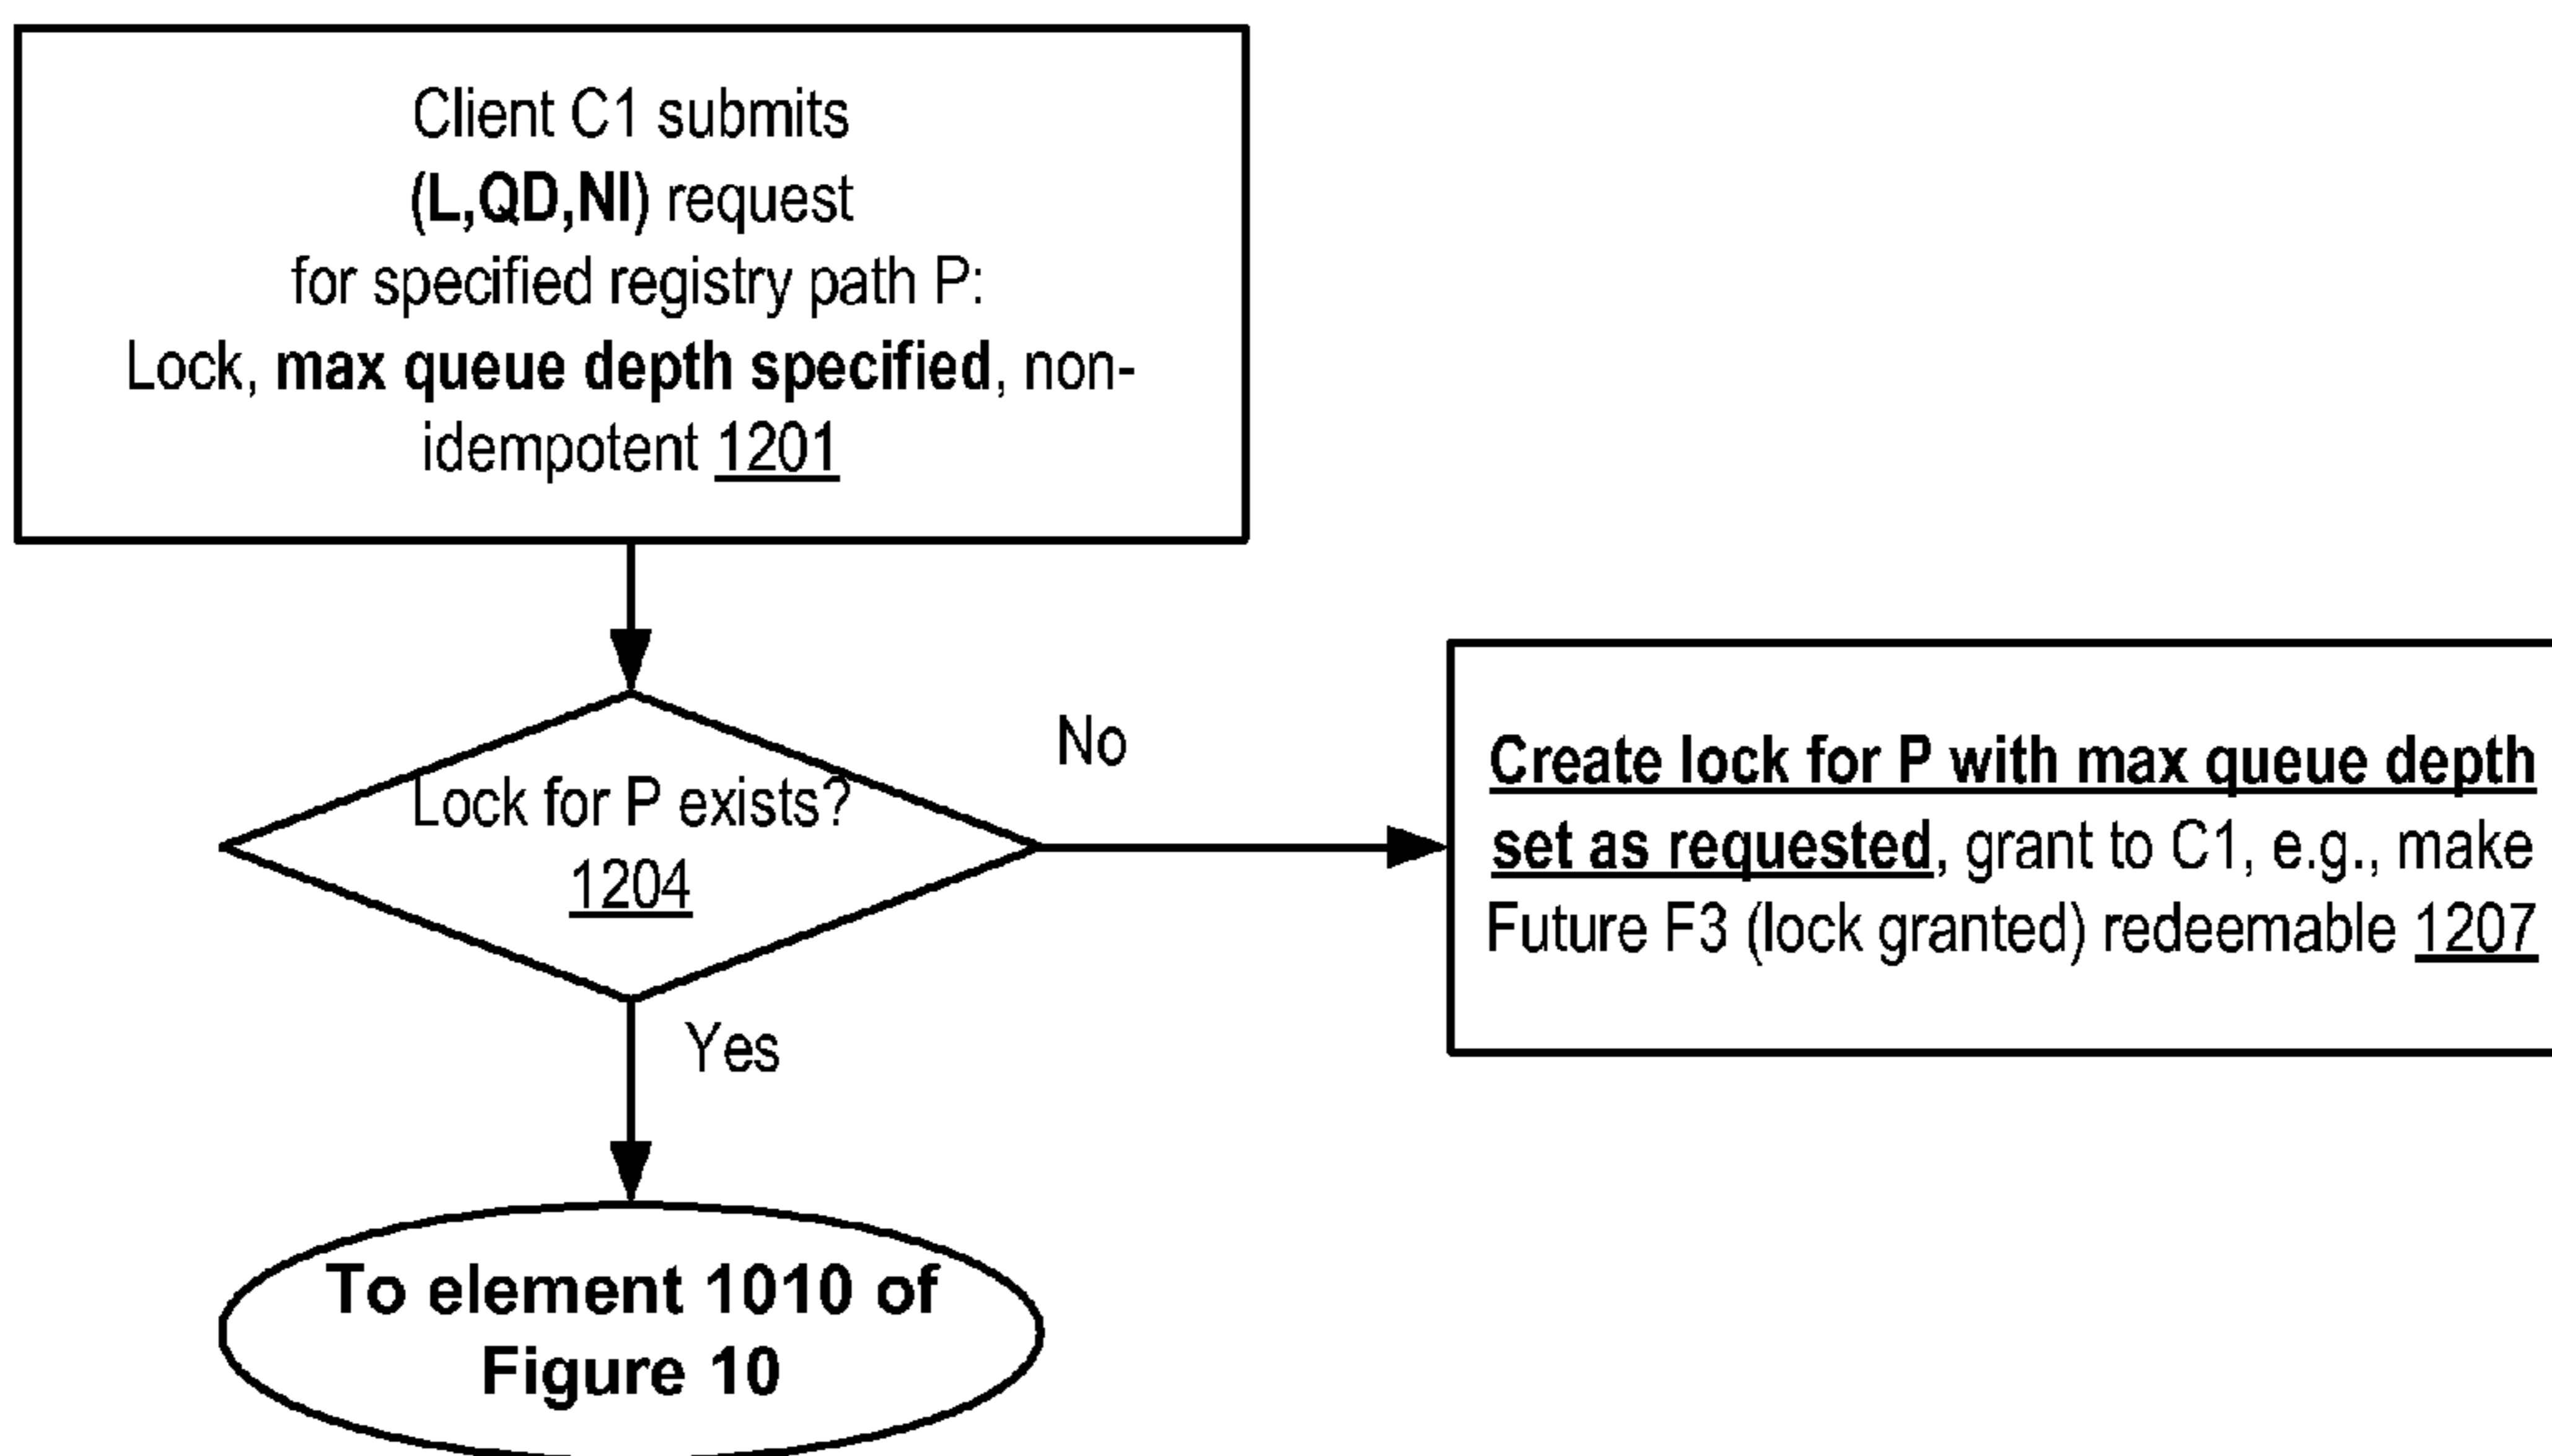 Client C1 submits
(L,QD,NI) request
for specified registry path P:
Lock, max queue depth specified, non-
idempotent 1201
Lock for P exists?
1204
No
Create lock for P with max queue depth
set as requested, grant to C1, e.g., make
Future F3 (lock granted) redeemable 1207
Yes
To element 1010 of
Figure 10